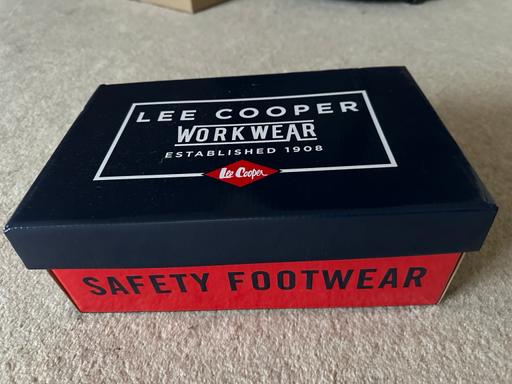 LEE COOPER
WORKWEAR
ESTABLISHED 1908
Lee Cooper
SAFETY FOOTWEAR